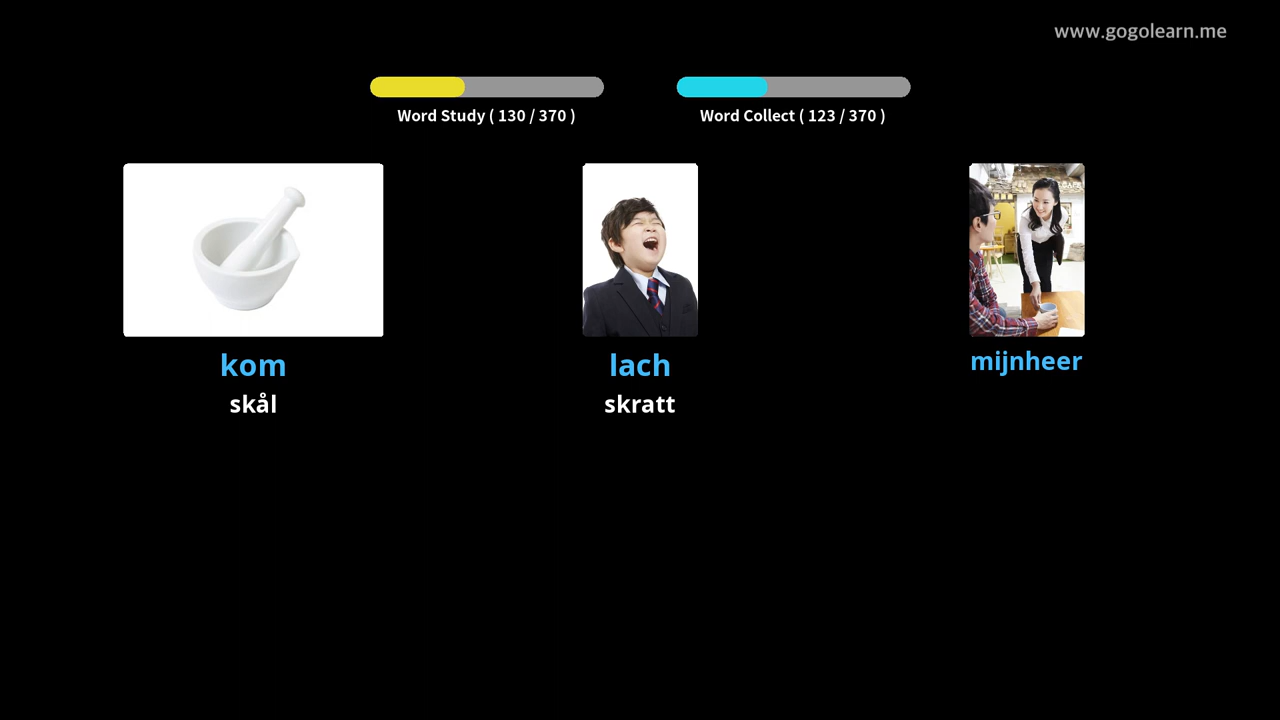 www.gogolearn.me
Word Study ( 130 / 370 )
Word Collect ( 123 / 370 )
kom
skål
lach
skratt
mijnheer